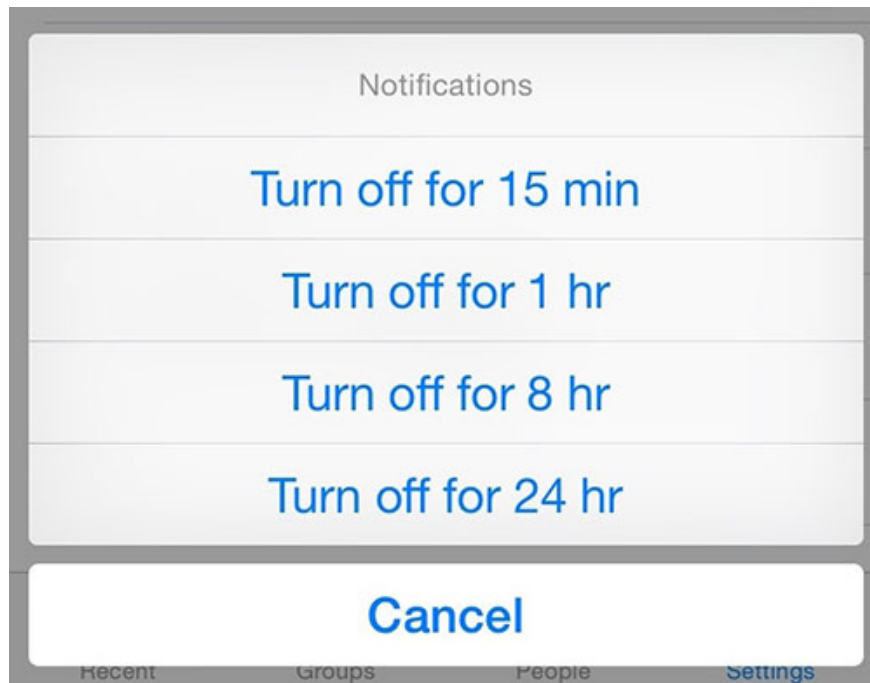 Notifications
Turn off for 15 min
Turn off for 1 hr
Turn off for 8 hr
Turn off for 24 hr
Cancel
Recent Groups People Settings